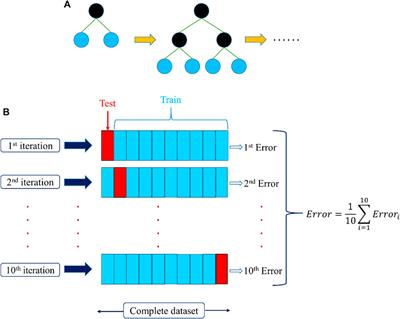 A
......
B
Test
Train
1st iteration
1st Error
2nd iteration
2nd Error
Error = 1/10 ∑_{i=1}^{10} Error_i
10th iteration
10th Error
Complete dataset